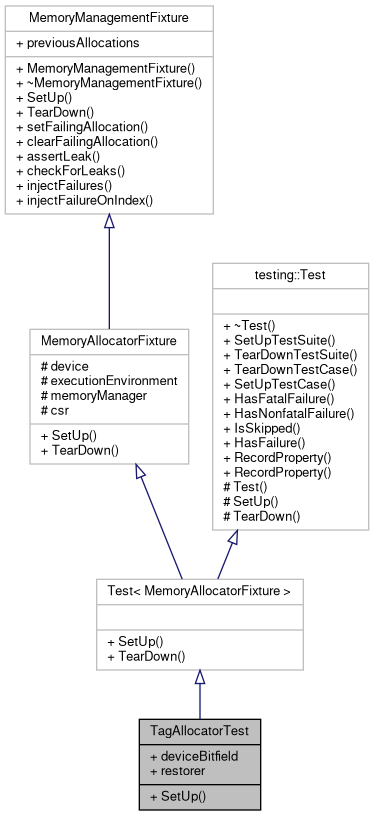 MemoryManagementFixture
+ previousAllocations
+ MemoryManagementFixture()
+ ~MemoryManagementFixture()
+ SetUp()
+ TearDown()
+ setFailingAllocation()
+ clearFailingAllocation()
+ assertLeak()
+ checkForLeaks()
+ injectFailures()
+ injectFailureOnIndex()
testing::Test
+ ~Test()
+ SetUpTestSuite()
+ TearDownTestSuite()
+ TearDownTestCase()
+ SetUpTestCase()
+ HasFatalFailure()
+ HasNonfatalFailure()
+ IsSkipped()
+ HasFailure()
+ RecordProperty()
+ RecordProperty()
# Test()
# SetUp()
# TearDown()
MemoryAllocatorFixture
# device
# executionEnvironment
# memoryManager
# csr
+ SetUp()
+ TearDown()
Test< MemoryAllocatorFixture >
+ SetUp()
+ TearDown()
TagAllocatorTest
+ deviceBitfield
+ restorer
+ SetUp()